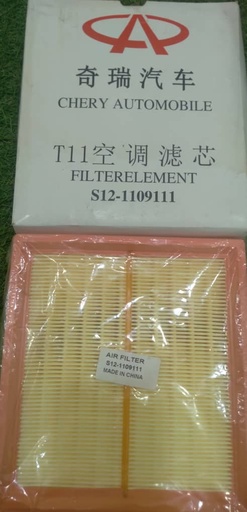 奇瑞汽车
CHERY AUTOMOBILE
T11空调滤芯
FILTERELEMENT
S12-1109111
AIR FILTER
S12-1109111
MADE IN CHINA